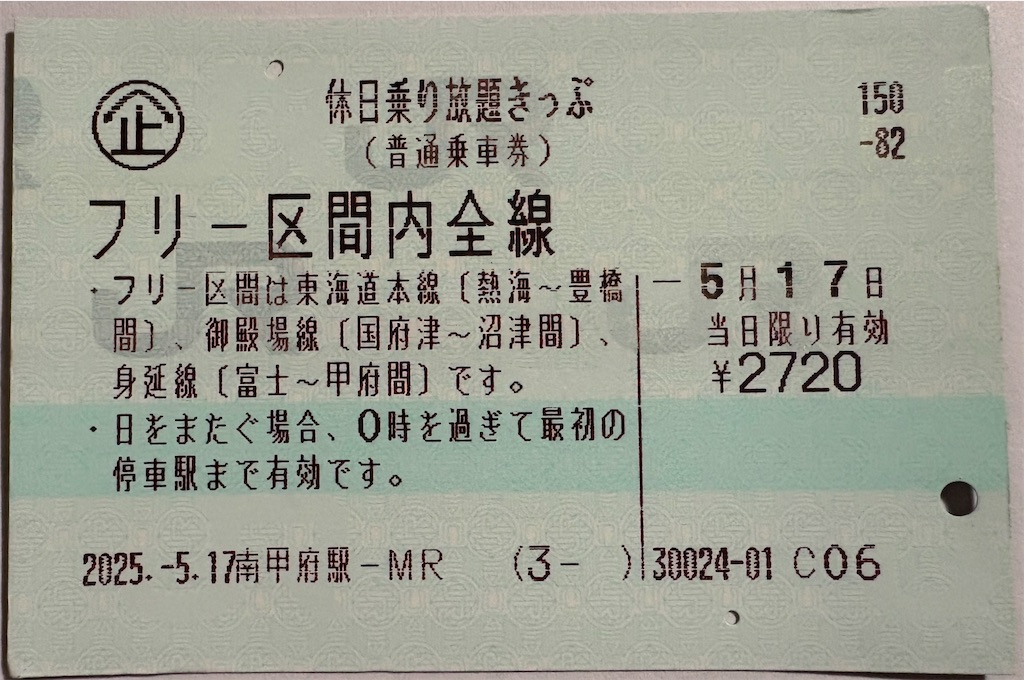 企
休日乗り放題きっぷ
150
(普通乗車券)
-82
フリー区間内全線
・フリー区間は東海道本線〔熱海~豊橋
間〕、御殿場線〔国府津~沼津間〕、
身延線〔富士~甲府間〕です。
・日をまたぐ場合、0時を過ぎて最初の
停車駅まで有効です。
-5月17日
当日限り有効
¥2720
2025.-5.17南甲府駅-MR (3- )
30024-01 C06